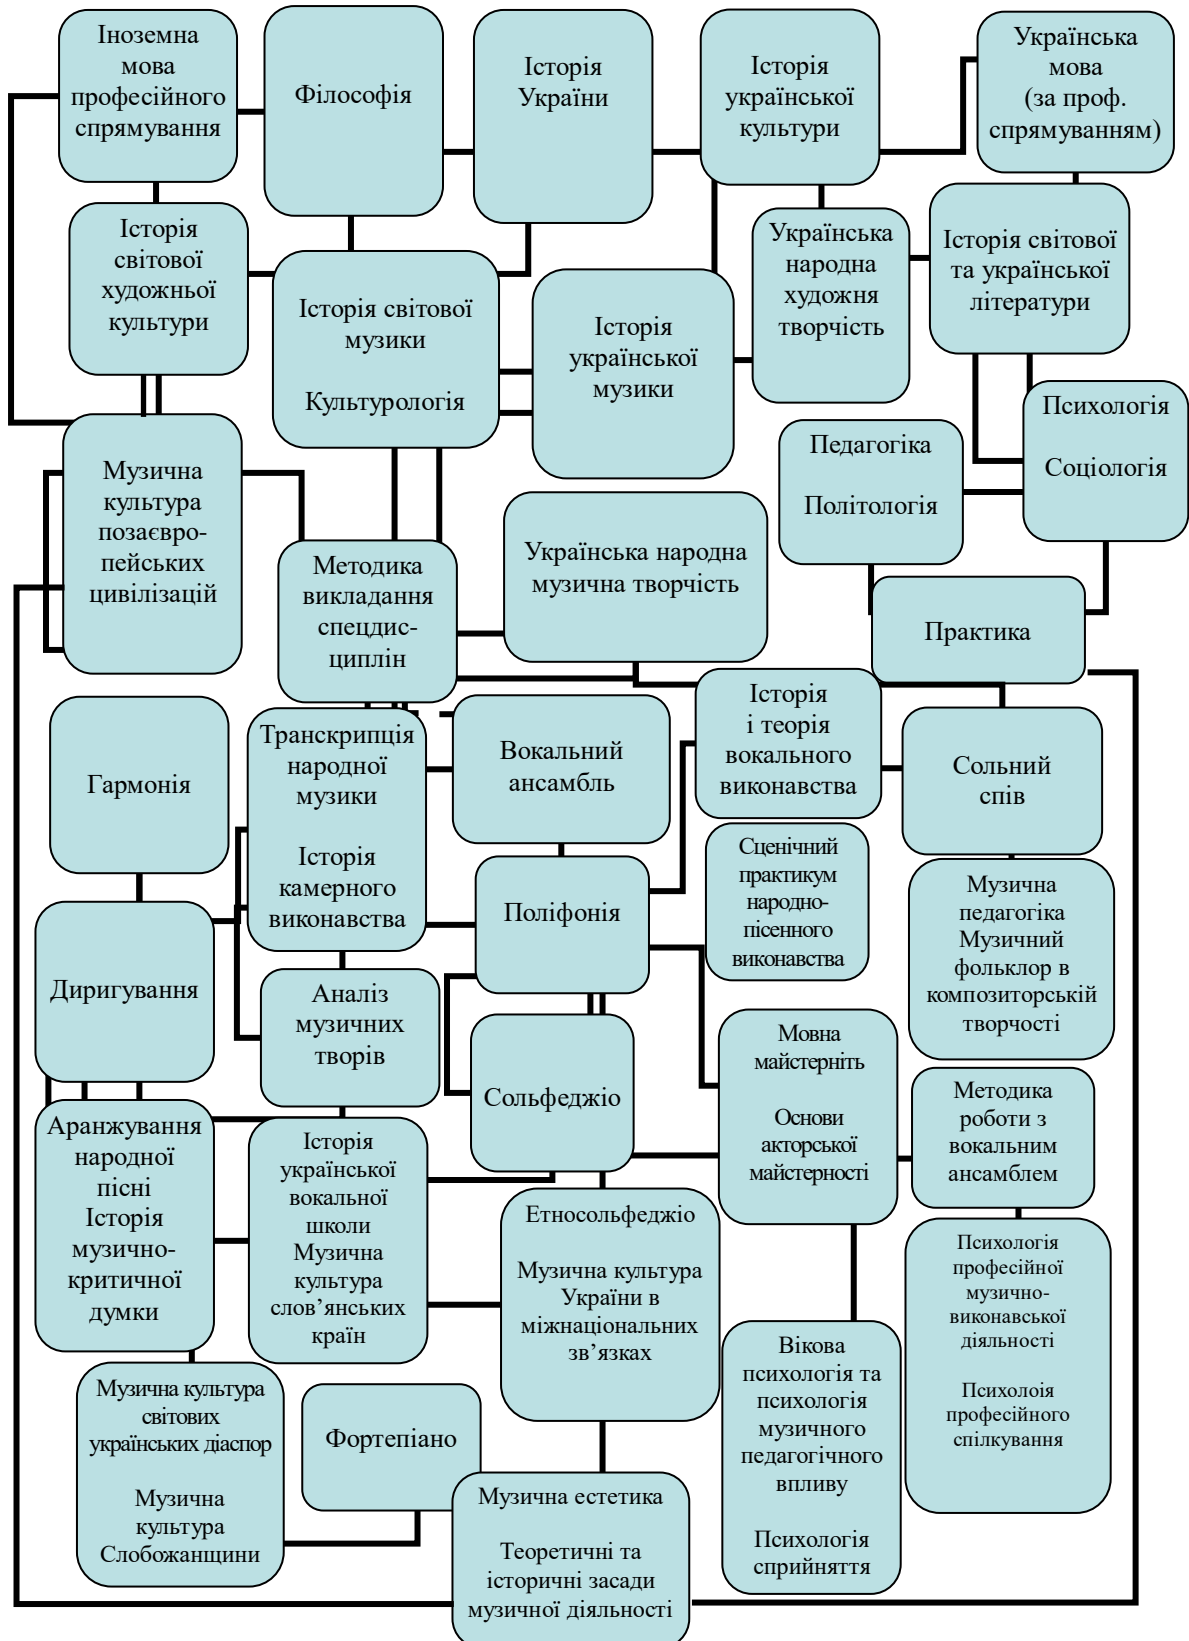 Іноземна
мова
професійного
спрямування
Філософія
Історія
України
Історія
української
культури
Українська
мова
(за проф.
спрямуванням)
Історія
світової
художньої
культури
Історія світової
музики
Культурологія
Історія
української
музики
Українська
народна
художня
творчість
Історія світової
та української
літератури
Психологія
Соціологія
Педагогіка
Політологія
Музична
культура
позаєвро-
пейських
цивілізацій
Методика
викладання
спецдис-
циплін
Українська народна
музична творчість
Практика
Гармонія
Транскрипція
народної
музики
Історія
камерного
виконавства
Вокальний
ансамбль
Історія
і теорія
вокального
виконавства
Сольний
спів
Сценічний
практикум
народно-
пісенного
виконавства
Поліфонія
Музична
педагогіка
Музичний
фольклор в
композиторській
творчості
Диригування
Аналіз
музичних
творів
Сольфеджіо
Мовна
майстерніть
Основи
акторської
майстерності
Методика
роботи з
вокальним
ансамблем
Аранжування
народної
пісні
Історія
музично-
критичної
думки
Історія
української
вокальної
школи
Музична
культура
слов’янських
країн
Етносольфеджіо
Музична культура
України в
міжнаціональних
зв’язках
Психологія
професійної
музично-
виконавської
діяльності
Психолоія
професійного
спілкування
Вікова
психологія та
психологія
музичного
педагогічного
впливу
Психологія
сприйняття
Музична культура
світових
українських діаспор
Музична
культура
Слобожанщини
Фортепіано
Музична естетика
Теоретичні та
історичні засади
музичної діяльності